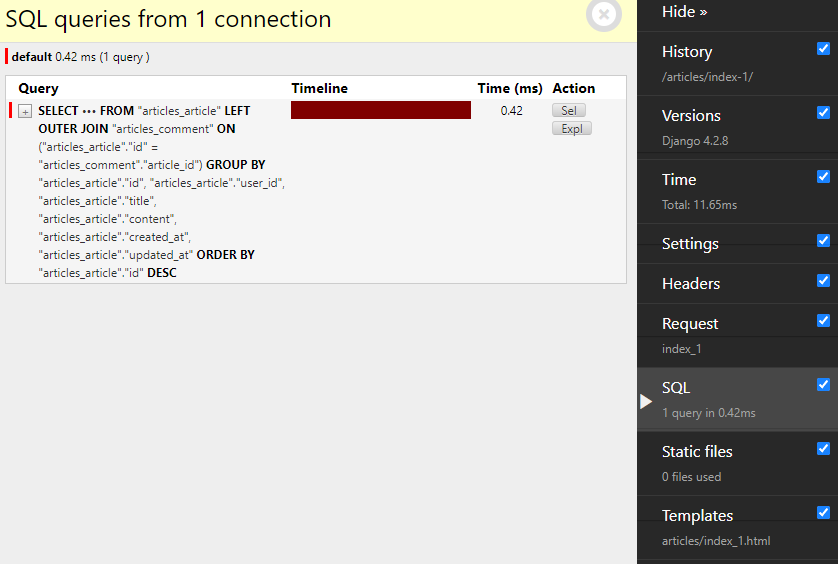 SQL queries from 1 connection
default 0.42 ms (1 query )
Query Timeline Time (ms) Action
+ SELECT ••• FROM "articles_article" LEFT
OUTER JOIN "articles_comment" ON
("articles_article"."id" =
"articles_comment"."article_id") GROUP BY
"articles_article"."id", "articles_article"."user_id",
"articles_article"."title",
"articles_article"."content",
"articles_article"."created_at",
"articles_article"."updated_at" ORDER BY
"articles_article"."id" DESC
0.42
Sel
Expl
Hide »
History
/articles/index-1/
Versions
Django 4.2.8
Time
Total: 11.65ms
Settings
Headers
Request
index_1
SQL
1 query in 0.42ms
Static files
0 files used
Templates
articles/index_1.html